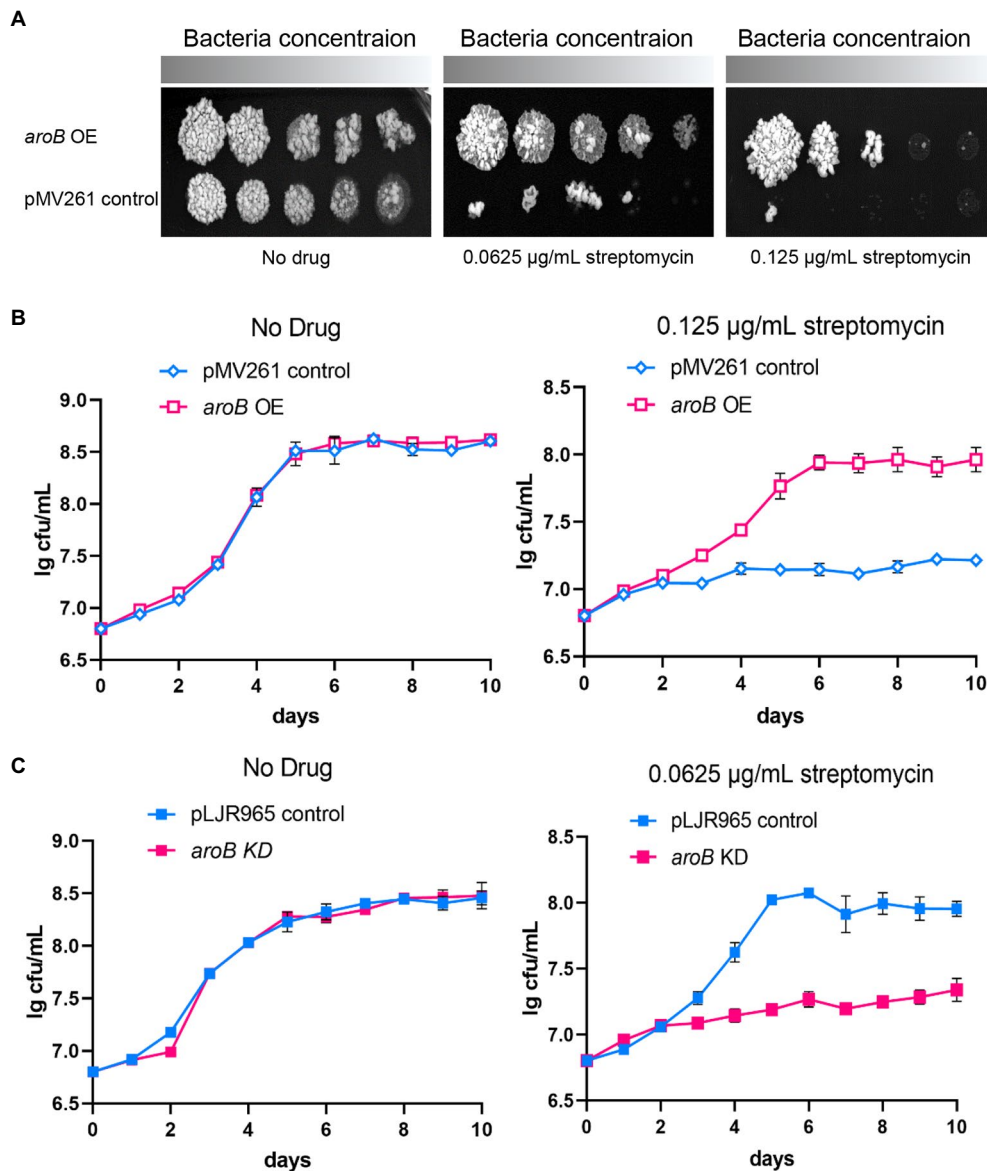 A
Bacteria concentraion
Bacteria concentraion
Bacteria concentraion
aroB OE
pMV261 control
No drug
0.0625 µg/mL streptomycin
0.125 µg/mL streptomycin
B
No Drug
pMV261 control
aroB OE
9.0
8.5
8.0
7.5
7.0
6.5
lg cfu/mL
0 2 4 6 8 10
days
0.125 µg/mL streptomycin
pMV261 control
aroB OE
8.5
8.0
7.5
7.0
6.5
lg cfu/mL
0 2 4 6 8 10
days
C
No Drug
pLJR965 control
aroB KD
9.0
8.5
8.0
7.5
7.0
6.5
lg cfu/mL
0 2 4 6 8 10
days
0.0625 µg/mL streptomycin
pLJR965 control
aroB KD
8.5
8.0
7.5
7.0
6.5
lg cfu/mL
0 2 4 6 8 10
days